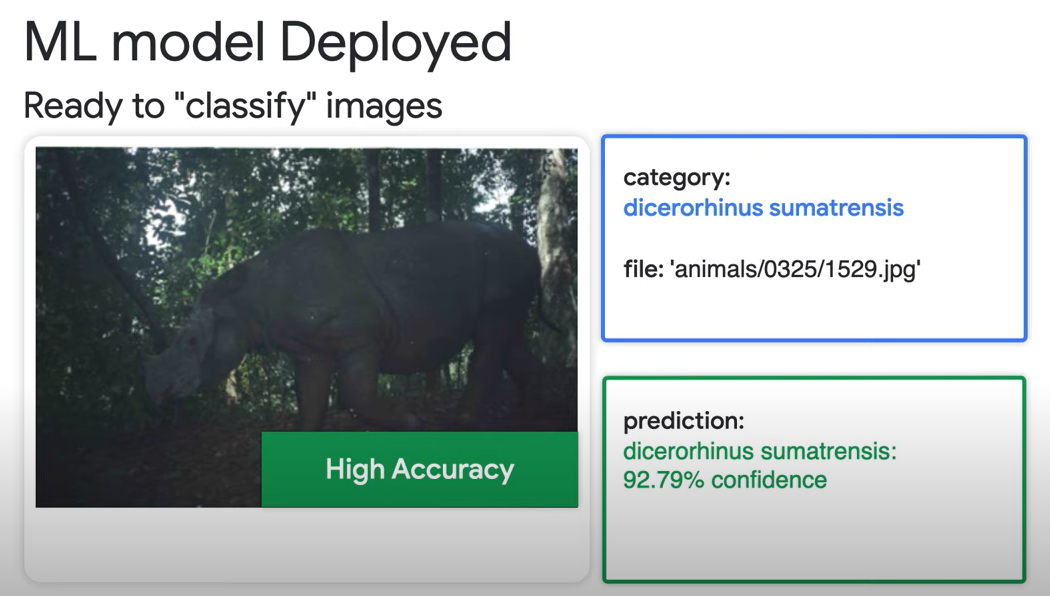 ML model Deployed
Ready to "classify" images
High Accuracy
category:
dicerorhinus sumatrensis
file: 'animals/0325/1529.jpg'
prediction:
dicerorhinus sumatrensis:
92.79% confidence